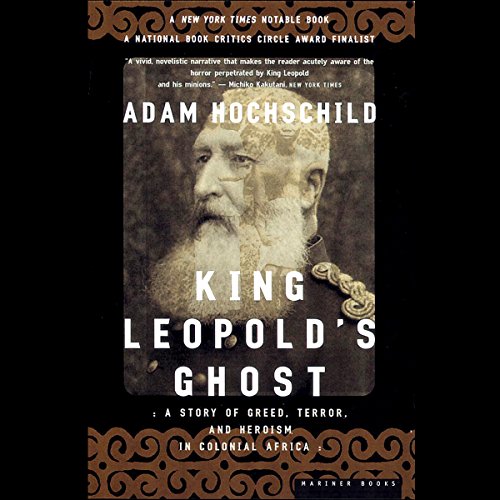 A NEW YORK TIMES NOTABLE BOOK
A NATIONAL BOOK CRITICS CIRCLE AWARD FINALIST
"A vivid, novelistic narrative that makes the reader acutely aware of the
horror perpetrated by King Leopold
and his minions." — Michiko Kakutani, NEW YORK TIMES
ADAM HOCHSCHILD
KING
LEOPOLD'S
GHOST
: A STORY OF GREED, TERROR,
AND HEROISM
IN COLONIAL AFRICA :
MARINER BOOKS